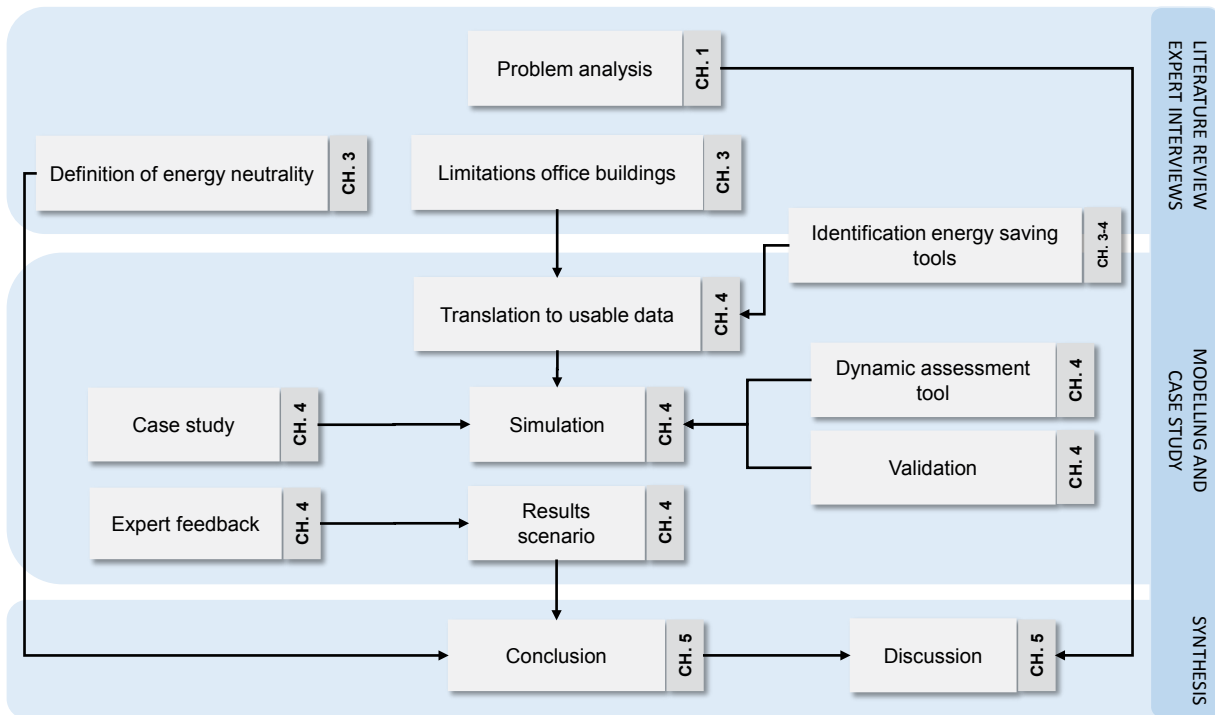 Problem analysis
CH. 1
LITERATURE REVIEW
EXPERT INTERVIEWS
Definition of energy neutrality
CH. 3
Limitations office buildings
CH. 3
Identification energy saving
tools
CH. 3-4
Translation to usable data
CH. 4
Dynamic assessment
tool
CH. 4
MODELLING AND
CASE STUDY
Case study
CH. 4
Simulation
CH. 4
Validation
CH. 4
Expert feedback
CH. 4
Results
scenario
CH. 4
Conclusion
CH. 5
Discussion
CH. 5
SYNTHESIS